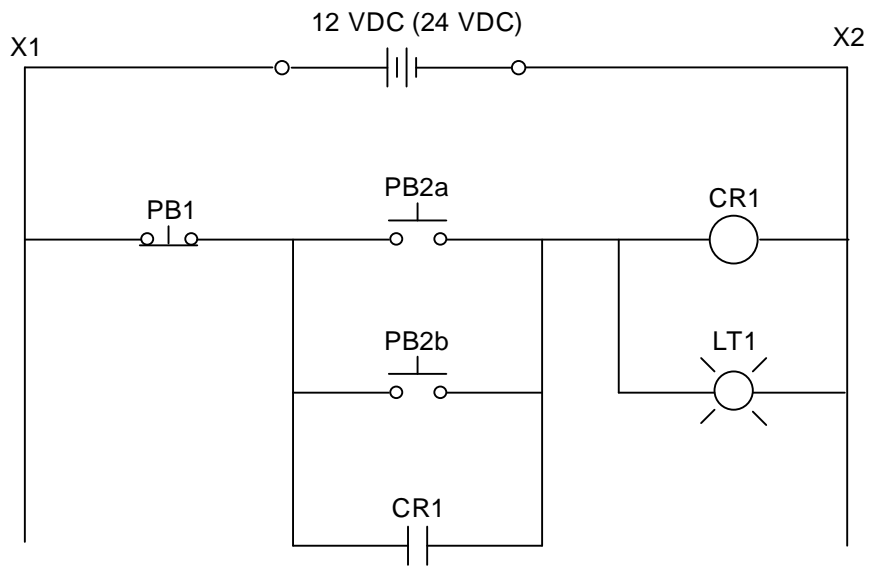 12 VDC (24 VDC)
X1
X2
PB1
PB2a
CR1
PB2b
LT1
CR1